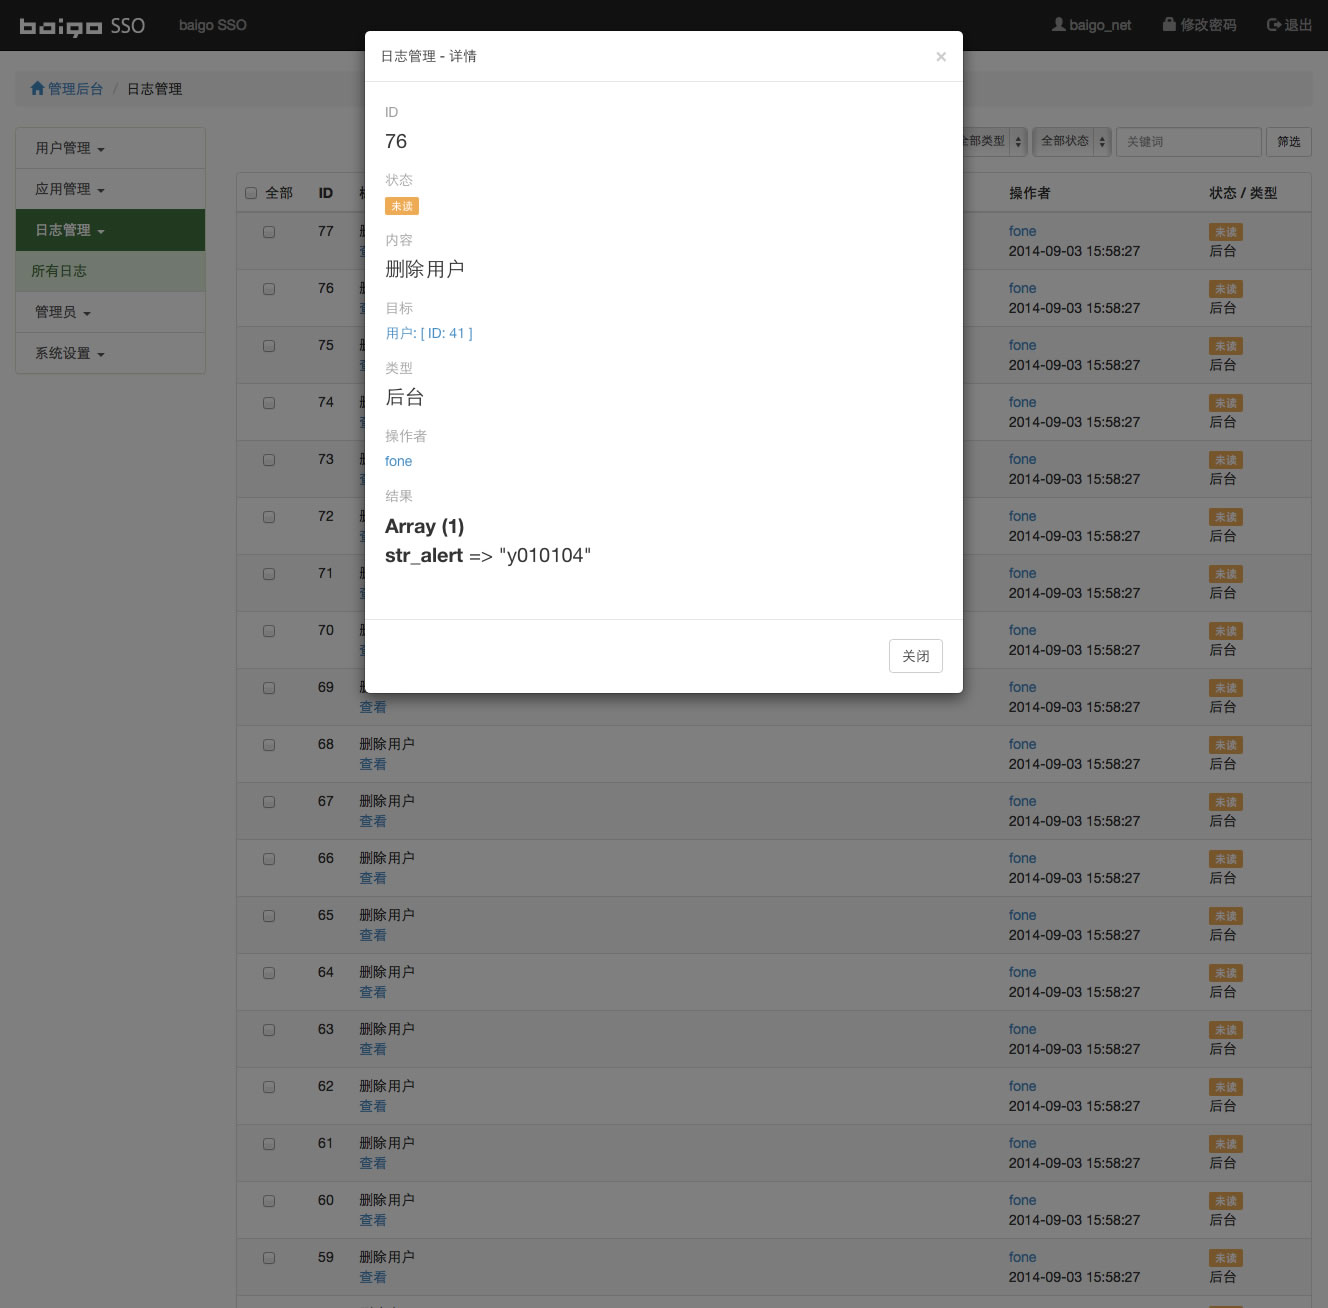 baigo SSO
baigo SSO
baigo_net
修改密码
退出
管理后台 / 日志管理
用户管理
应用管理
日志管理
所有日志
管理员
系统设置
日志管理 - 详情
×
ID
76
状态
未读
内容
删除用户
目标
用户: [ ID: 41 ]
类型
后台
操作者
fone
结果
Array (1)
str_alert => "y010104"
关闭
全部类型
全部状态
关键词
筛选
全部 ID 操作者 状态 / 类型
77 fone 未读
2014-09-03 15:58:27 后台
76 fone 未读
2014-09-03 15:58:27 后台
75 fone 未读
2014-09-03 15:58:27 后台
74 fone 未读
2014-09-03 15:58:27 后台
73 fone 未读
2014-09-03 15:58:27 后台
72 fone 未读
2014-09-03 15:58:27 后台
71 fone 未读
2014-09-03 15:58:27 后台
70 fone 未读
2014-09-03 15:58:27 后台
69 fone 未读
查看 2014-09-03 15:58:27 后台
68 删除用户 fone 未读
查看 2014-09-03 15:58:27 后台
67 删除用户 fone 未读
查看 2014-09-03 15:58:27 后台
66 删除用户 fone 未读
查看 2014-09-03 15:58:27 后台
65 删除用户 fone 未读
查看 2014-09-03 15:58:27 后台
64 删除用户 fone 未读
查看 2014-09-03 15:58:27 后台
63 删除用户 fone 未读
查看 2014-09-03 15:58:27 后台
62 删除用户 fone 未读
查看 2014-09-03 15:58:27 后台
61 删除用户 fone 未读
查看 2014-09-03 15:58:27 后台
60 删除用户 fone 未读
查看 2014-09-03 15:58:27 后台
59 删除用户 fone 未读
查看 2014-09-03 15:58:27 后台